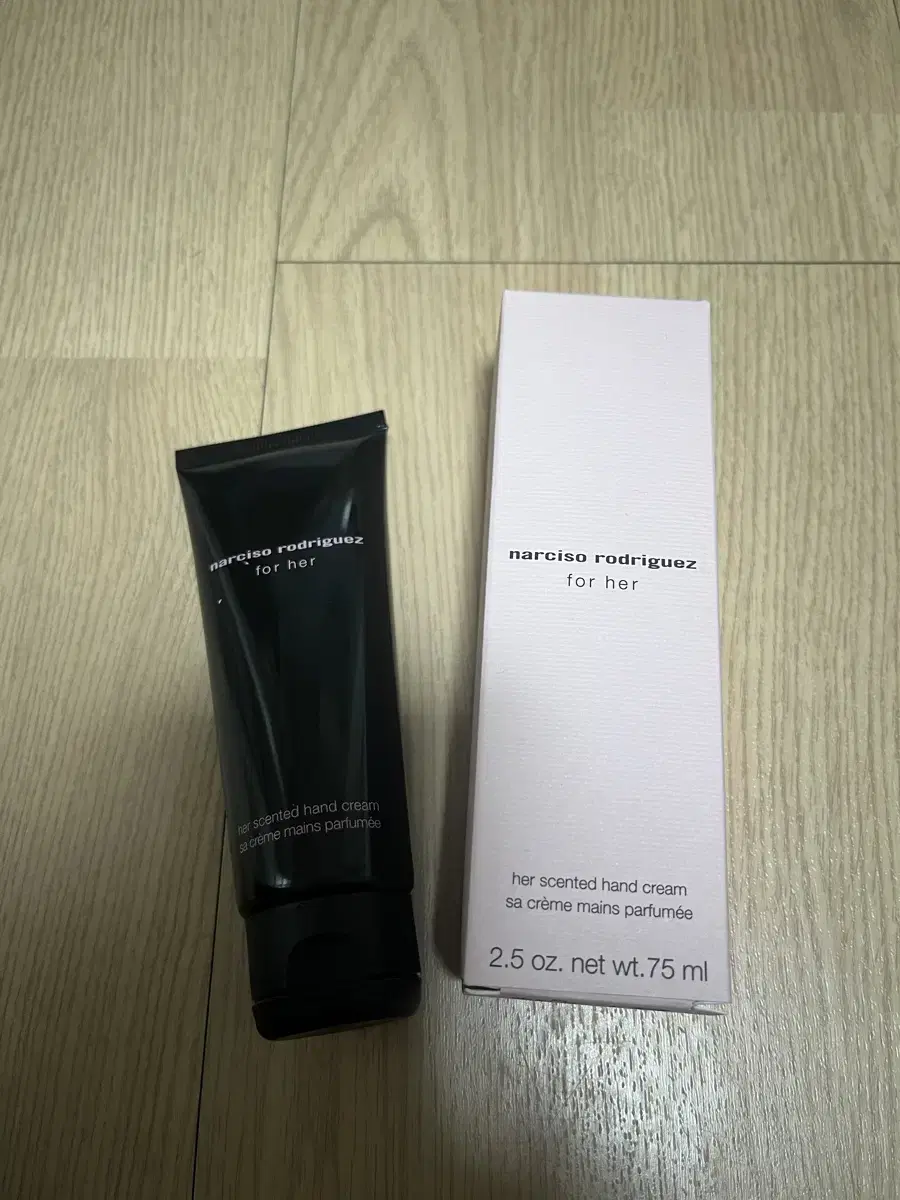 narciso rodriguez
for her
her scented hand cream
sa crème mains parfumée
narciso rodriguez
for her
her scented hand cream
sa crème mains parfumée
2.5 oz. net wt.75 ml